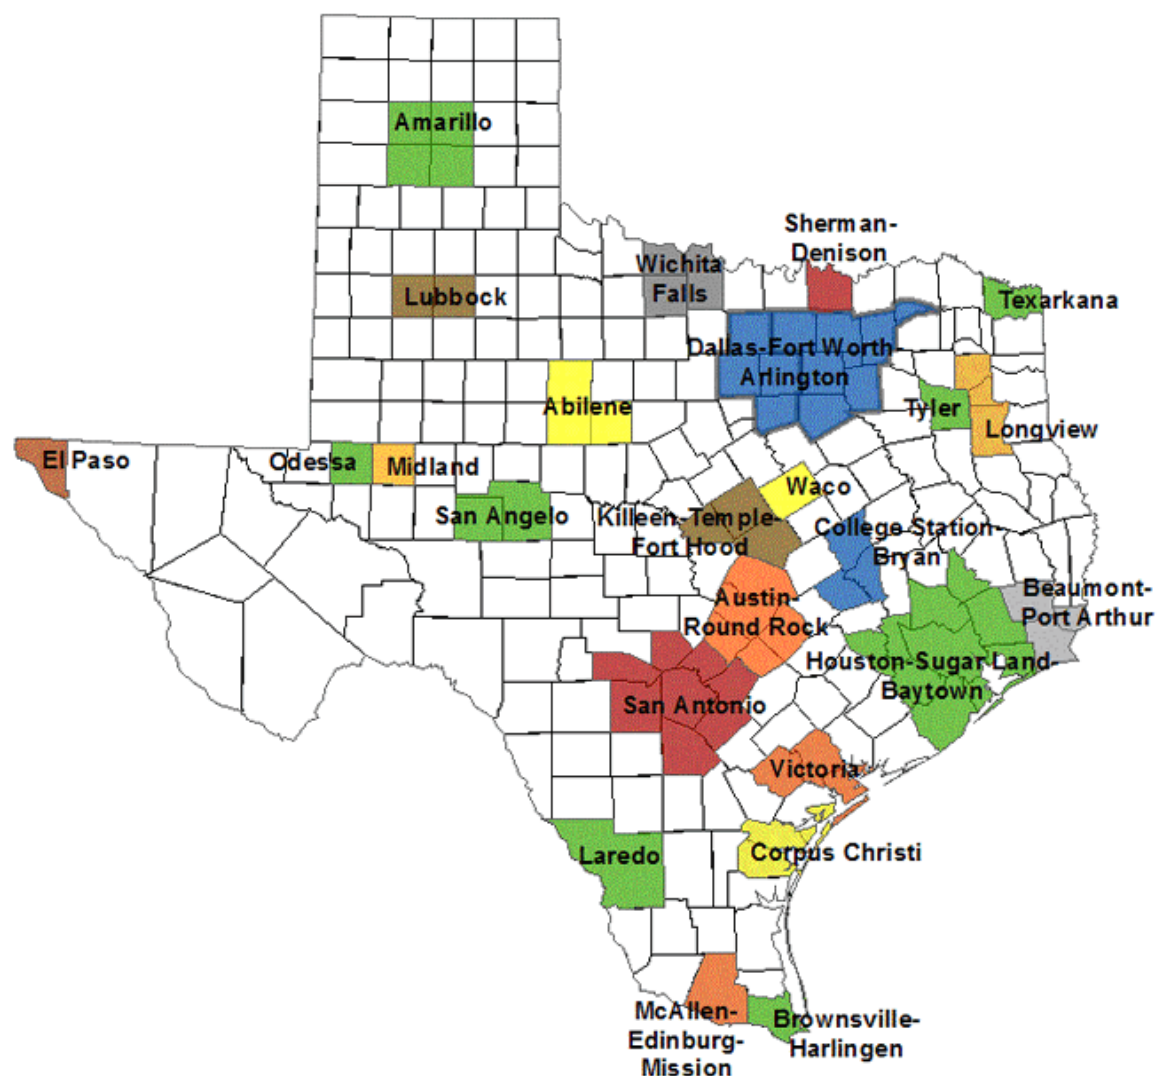 Amarillo
Sherman-
Denison
Wichita
Falls
Lubbock
Texarkana
Dallas-Fort Worth-
Arlington
Abilene
Tyler
Longview
El Paso
Odessa
Midland
Waco
San Angelo
Killeen-Temple-
Fort Hood
College Station-
Bryan
Austin-
Round Rock
Beaumont-
Port Arthur
Houston-Sugar Land-
Baytown
San Antonio
Victoria
Laredo
Corpus Christi
McAllen-
Edinburg-
Mission
Brownsville-
Harlingen